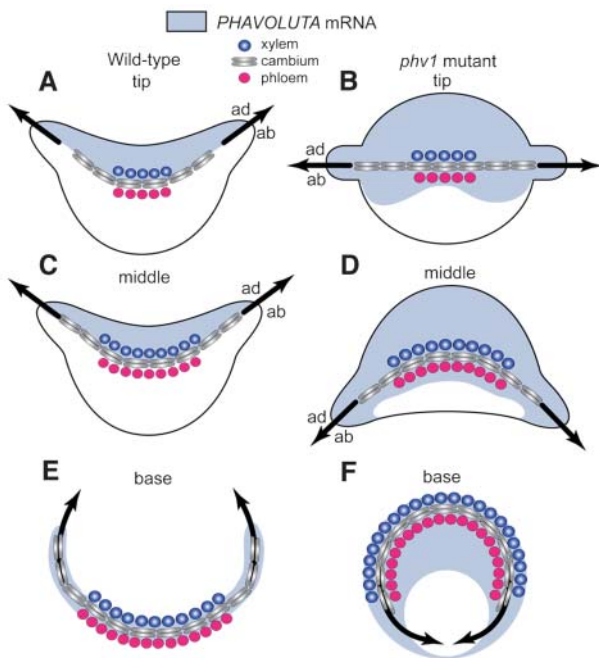 PHAVOLUTA mRNA
xylem
cambium
phloem
A
Wild-type
tip
ad
ab
B
phv1 mutant
tip
ad
ab
C
middle
ad
ab
D
middle
ad
ab
E
base
F
base